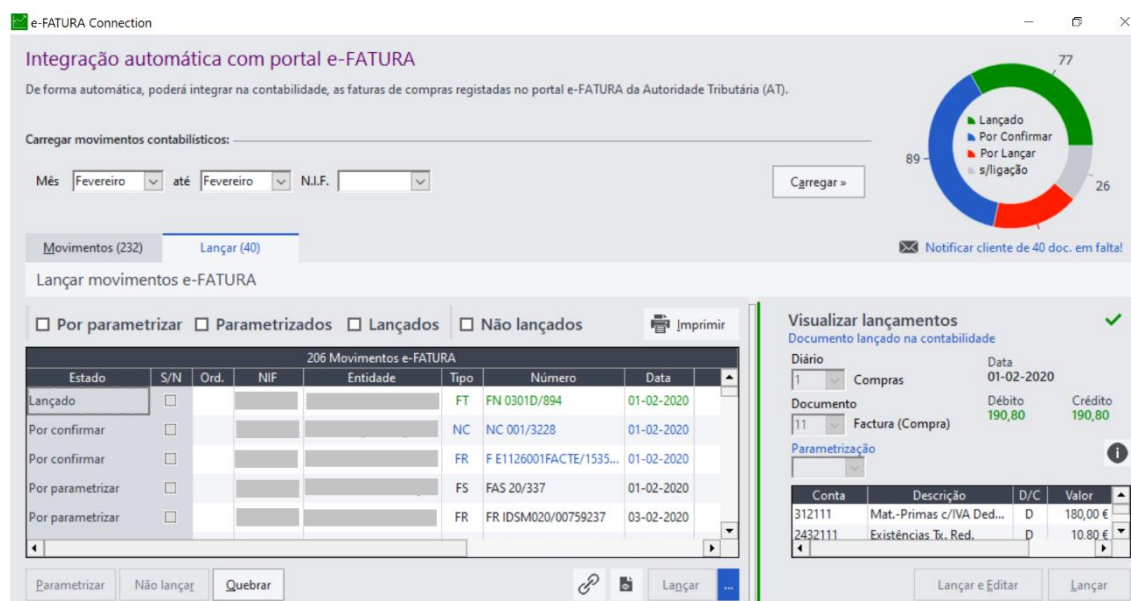 e-FATURA Connection
Integração automática com portal e-FATURA
De forma automática, poderá integrar na contabilidade, as faturas de compras registadas no portal e-FATURA da Autoridade Tributária (AT).
Carregar movimentos contabilísticos:
Mês Fevereiro até Fevereiro N.I.F.
Carregar »
77
89
26
Lançado
Por Confirmar
Por Lançar
s/ligação
Movimentos (232) Lançar (40)
Notificar cliente de 40 doc. em falta!
Lançar movimentos e-FATURA
Por parametrizar Parametrizados Lançados Não lançados Imprimir
206 Movimentos e-FATURA
Estado S/N Ord. NIF Entidade Tipo Número Data
Lançado FT FN 0301D/894 01-02-2020
Por confirmar NC NC 001/3228 01-02-2020
Por confirmar FR F E1126001FACTE/1535... 01-02-2020
Por parametrizar FS FAS 20/337 01-02-2020
Por parametrizar FR FR IDSM020/00759237 03-02-2020
Parametrizar Não lançar Quebrar Lançar ...
Visualizar lançamentos
Documento lançado na contabilidade
Diário Data
1 Compras 01-02-2020
Documento Débito Crédito
11 Factura (Compra) 190,80 190,80
Parametrização
Conta Descrição D/C Valor
312111 Mat.-Primas c/IVA Ded... D 180,00 €
2432111 Existências Tx. Red. D 10,80 €
Lançar e Editar Lançar